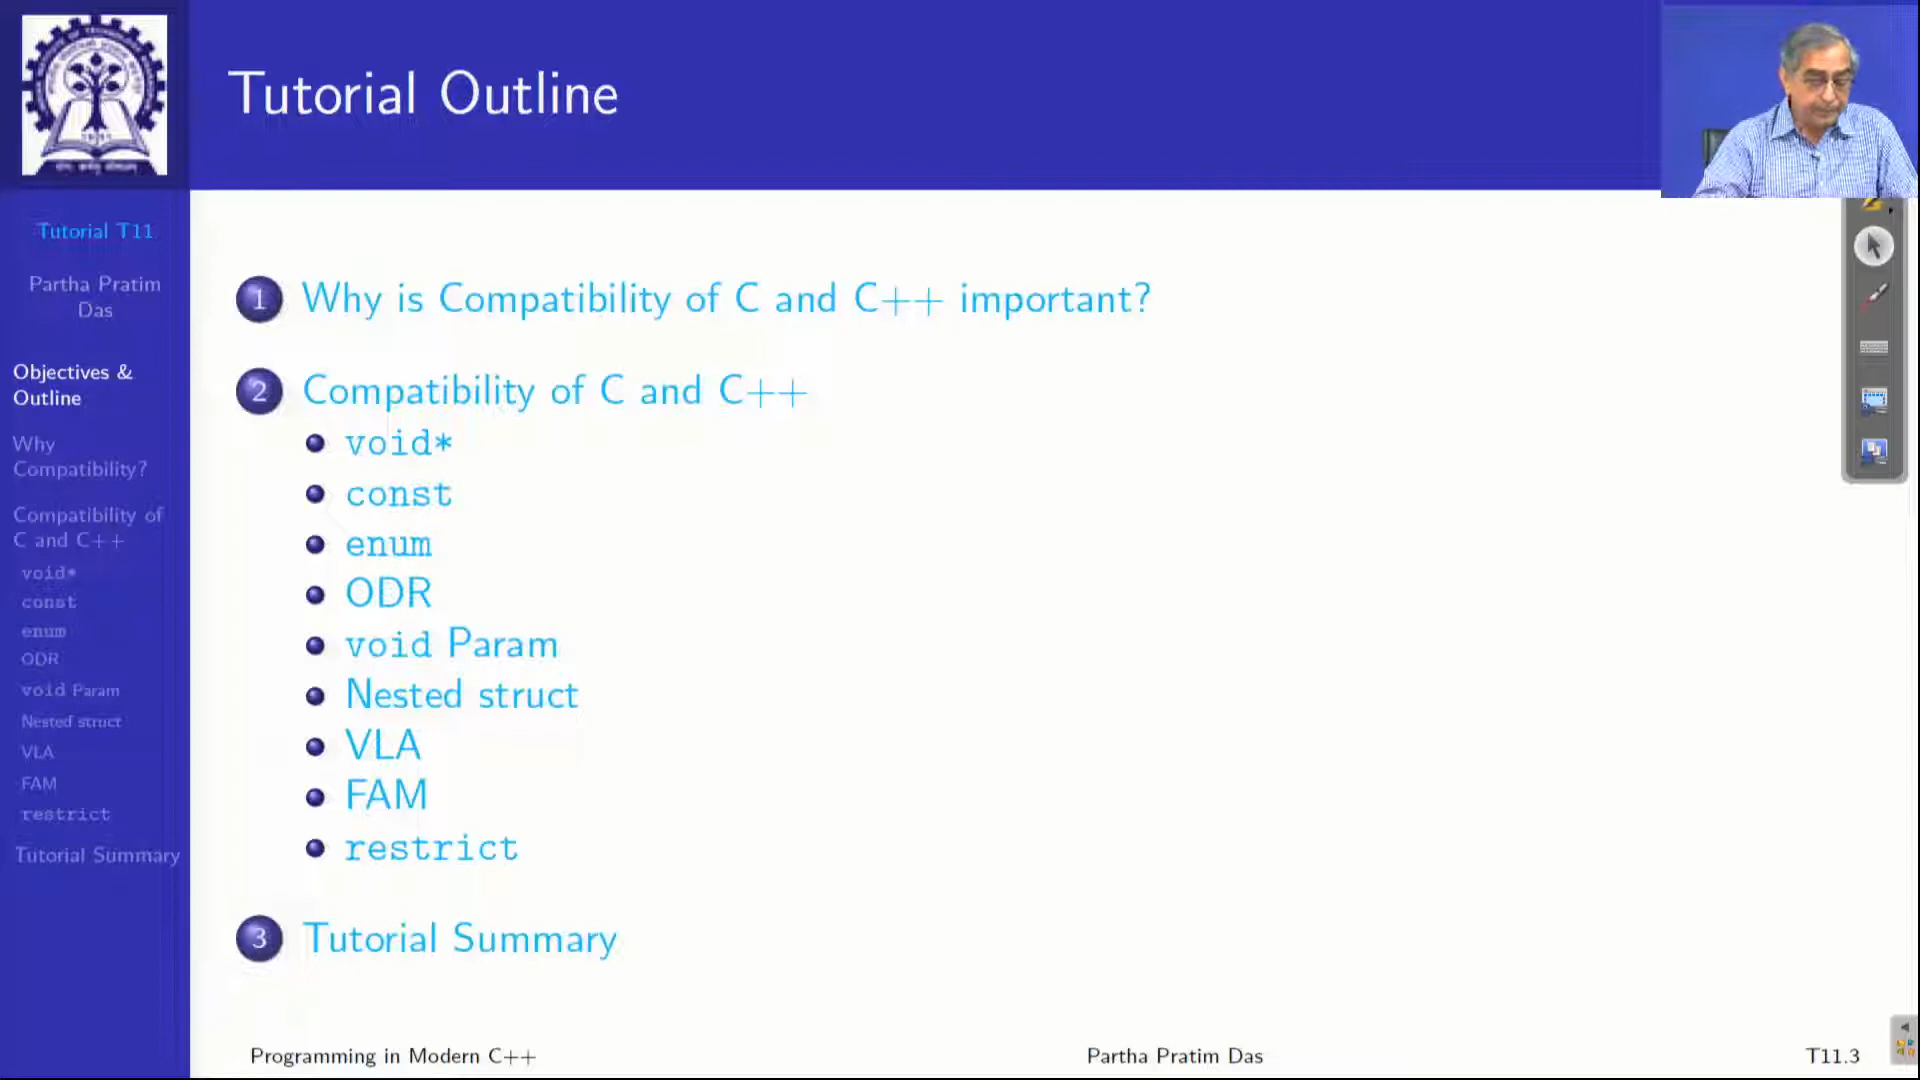 Tutorial Outline
Tutorial T11
Partha Pratim
Das
Objectives &
Outline
Why
Compatibility?
Compatibility of
C and C++
void*
const
enum
ODR
void Param
Nested struct
VLA
FAM
restrict
Tutorial Summary
1 Why is Compatibility of C and C++ important?
2 Compatibility of C and C++
void*
const
enum
ODR
void Param
Nested struct
VLA
FAM
restrict
3 Tutorial Summary
Programming in Modern C++
Partha Pratim Das
T11.3